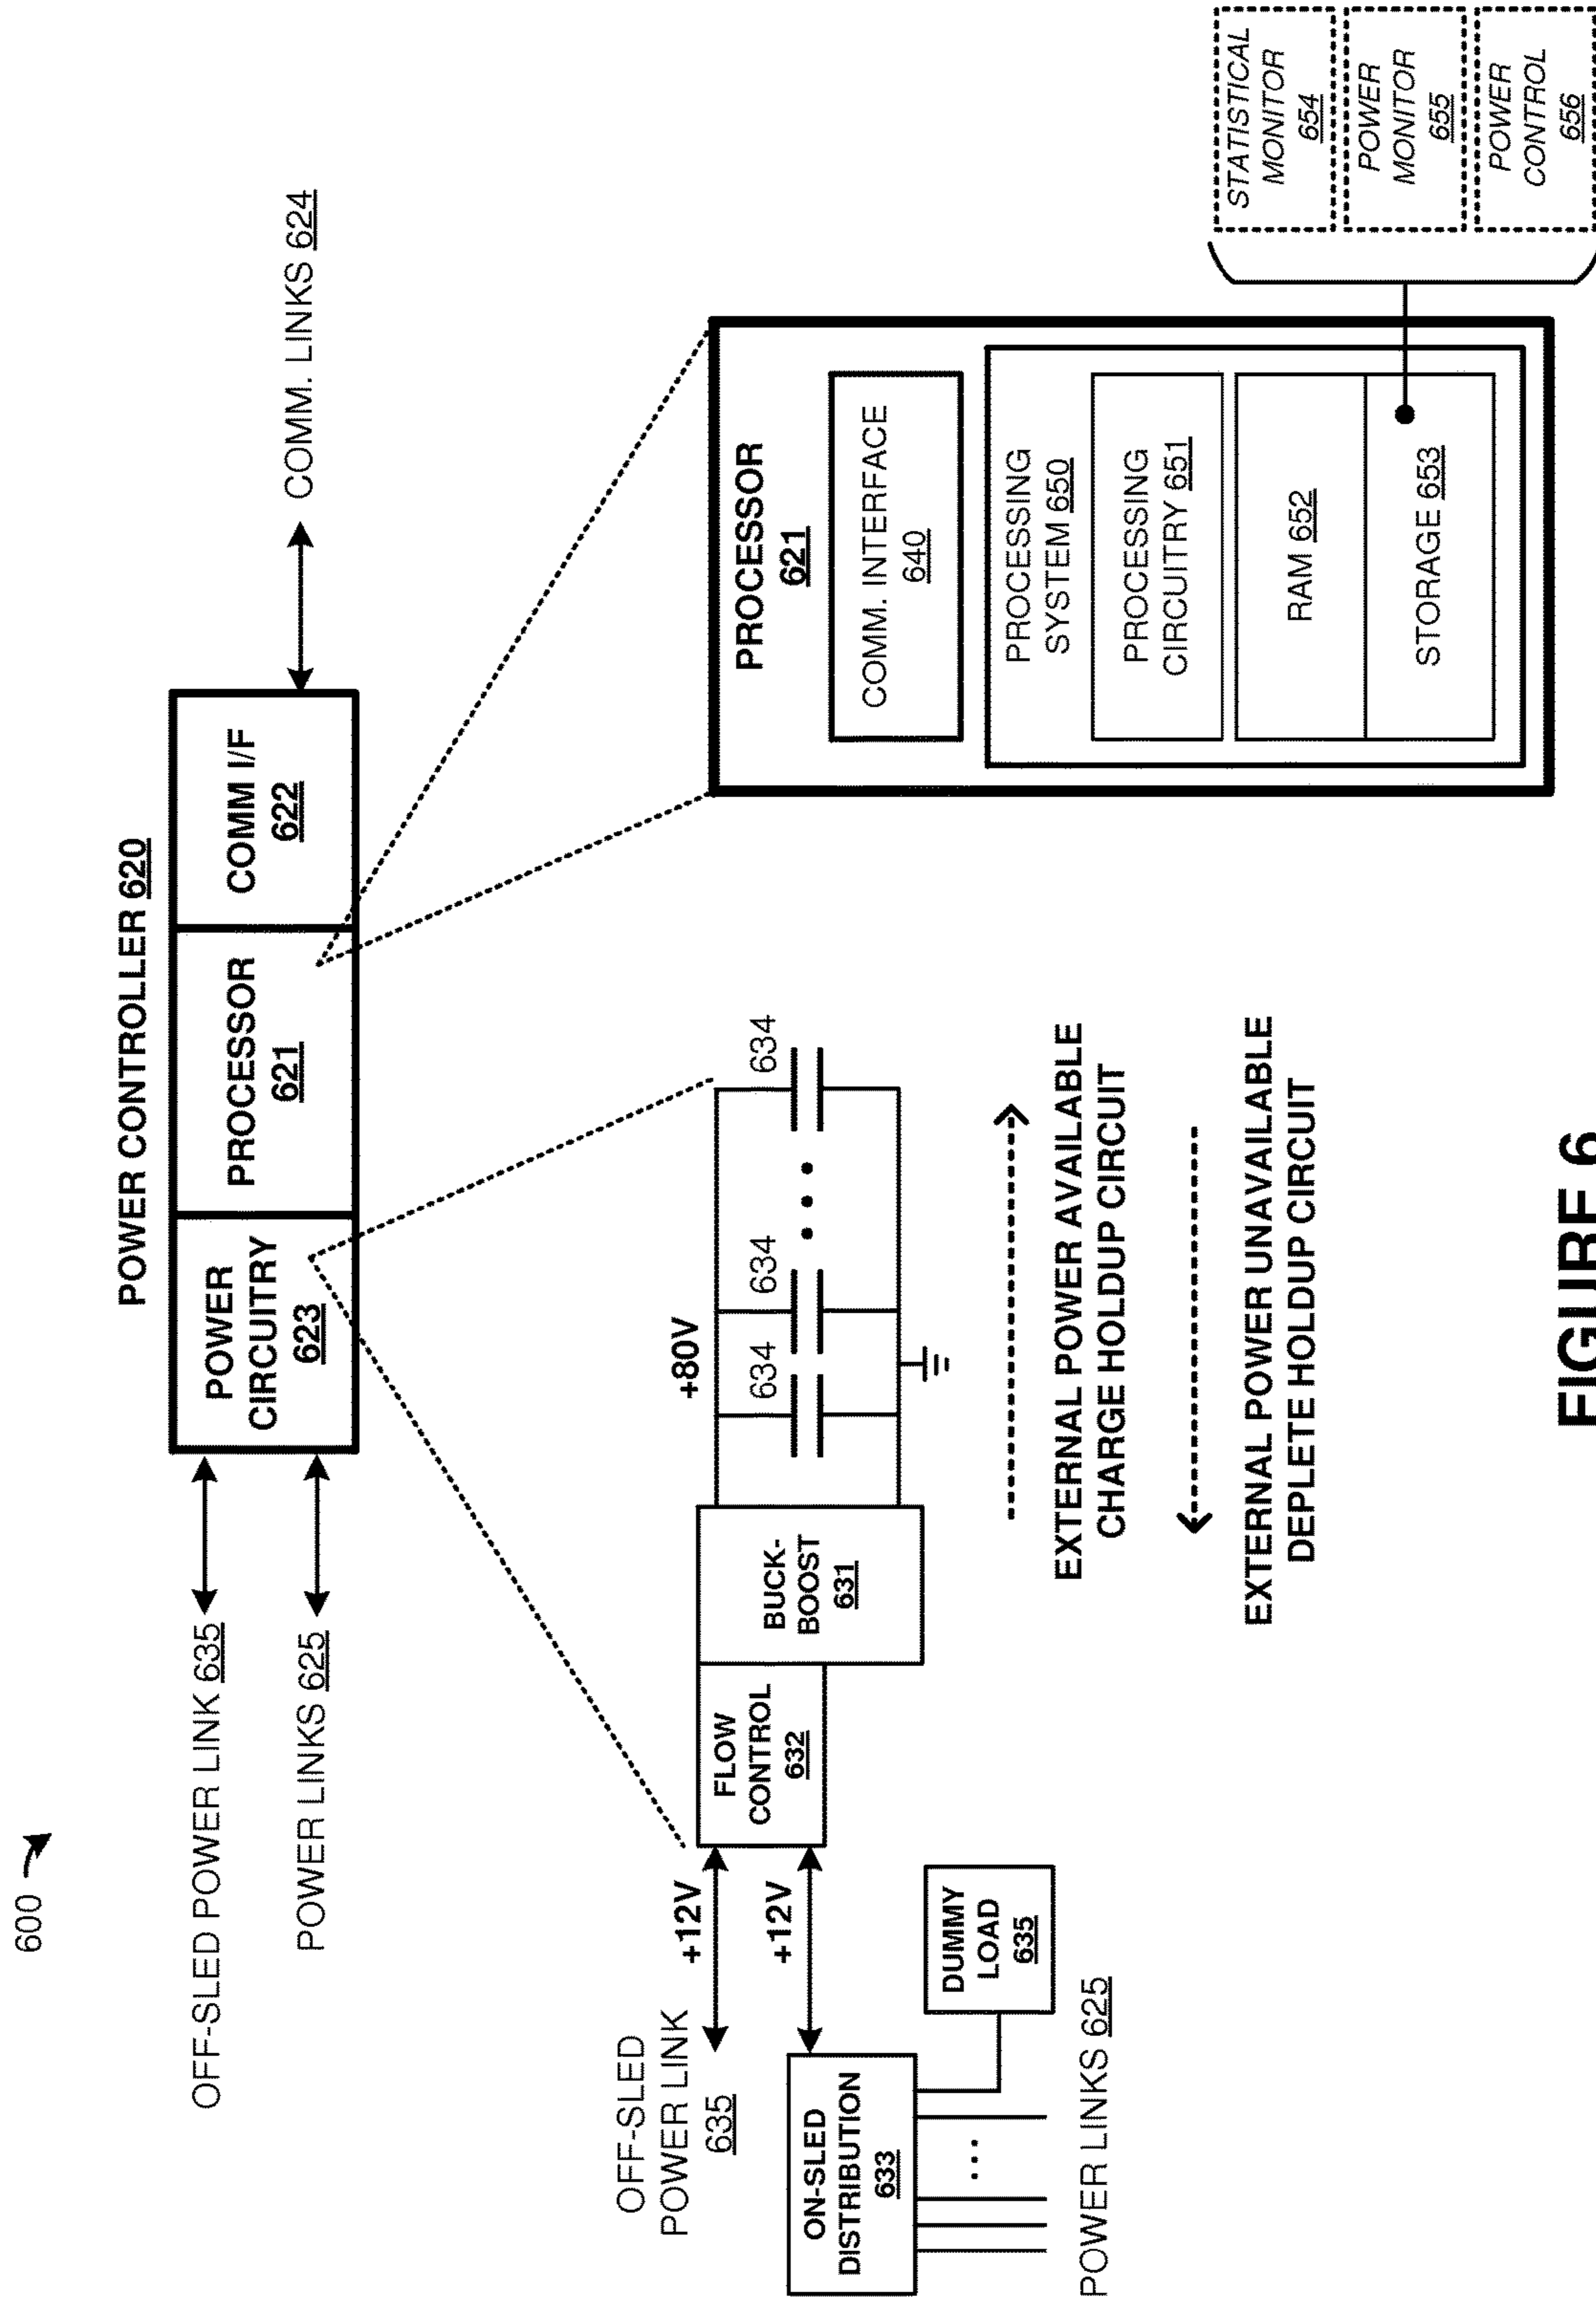 600
POWER CONTROLLER 620
OFF-SLED POWER LINK 635
POWER LINKS 625
POWER
CIRCUITRY
623
PROCESSOR
621
COMM I/F
622
COMM. LINKS 624
OFF-SLED
POWER LINK
635
+12V
+12V
FLOW
CONTROL
632
BUCK-
BOOST
631
+80V
634
634
634
ON-SLED
DISTRIBUTION
633
DUMMY
LOAD
635
POWER LINKS 625
EXTERNAL POWER AVAILABLE
CHARGE HOLDUP CIRCUIT
EXTERNAL POWER UNAVAILABLE
DEPLETE HOLDUP CIRCUIT
PROCESSOR
621
COMM. INTERFACE
640
PROCESSING
SYSTEM 650
PROCESSING
CIRCUITRY 651
RAM 652
STORAGE 653
STATISTICAL
MONITOR
654
POWER
MONITOR
655
POWER
CONTROL
656
FIGURE 6